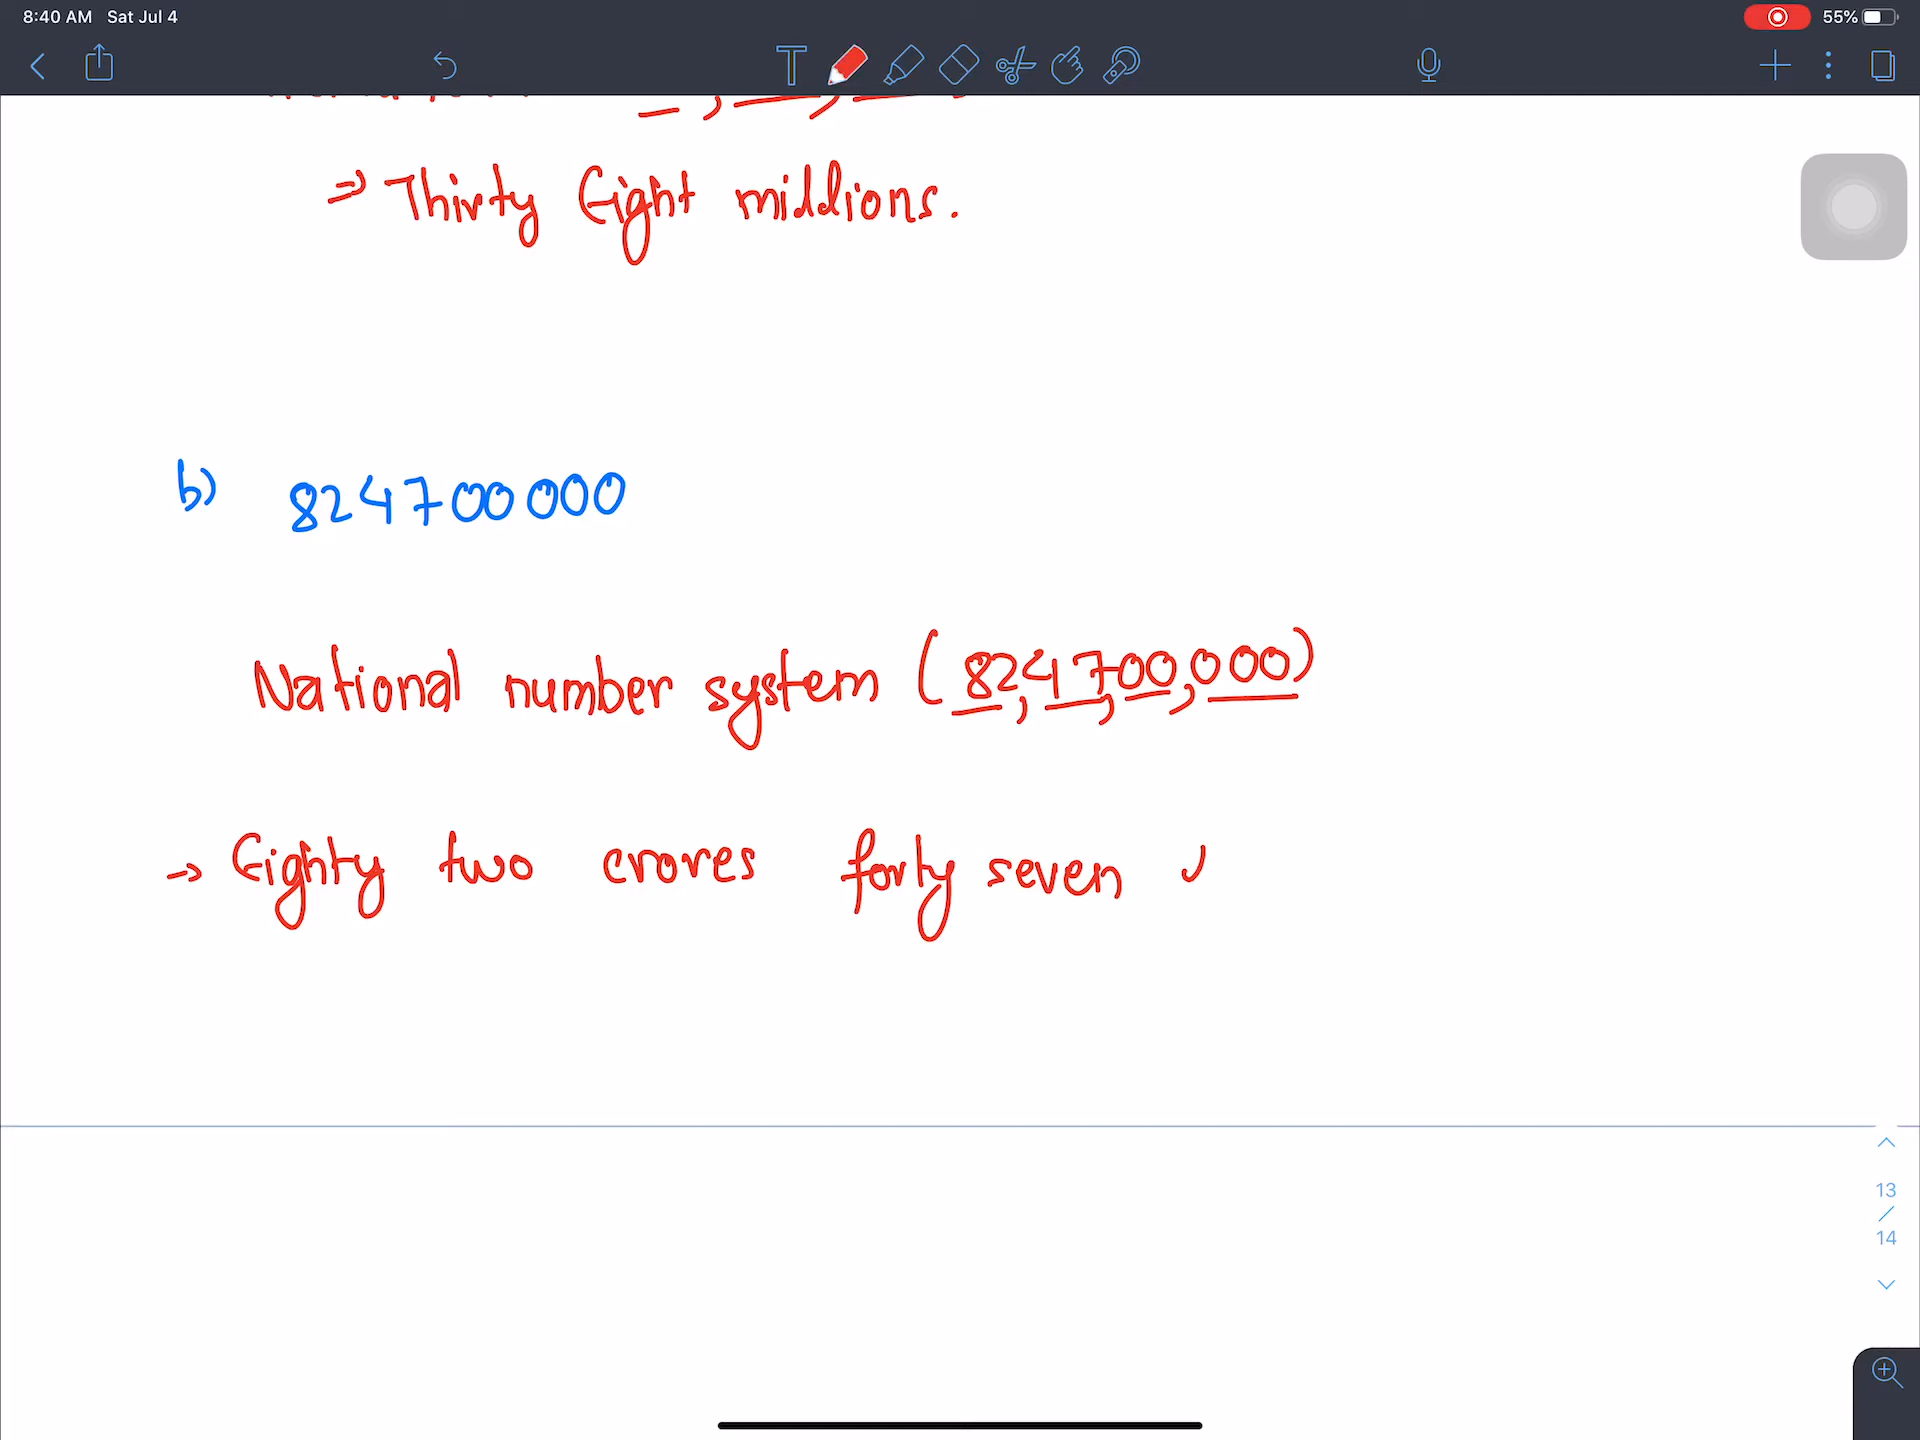 8:40 AM Sat Jul 4
55%
⇒ Thirty Eight millions.
b) 824700000
National number system (82,47,00,000)
→ Eighty two crores forty seven
13
/
14